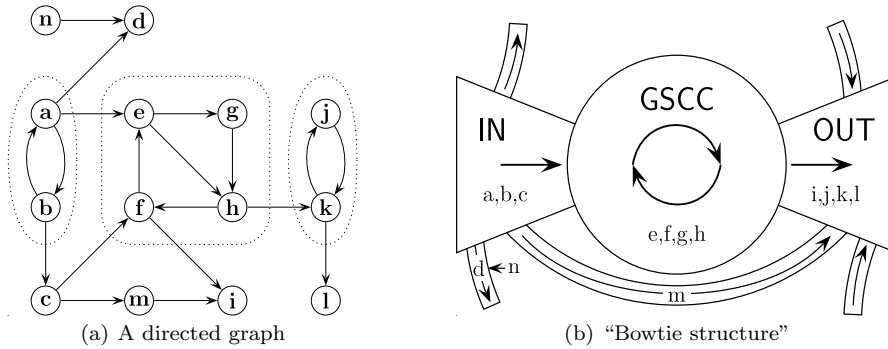 n d
a e g j
b f h k
c m i l
(a) A directed graph
IN GSCC OUT
a,b,c e,f,g,h i,j,k,l
d n
m
(b) “Bowtie structure”